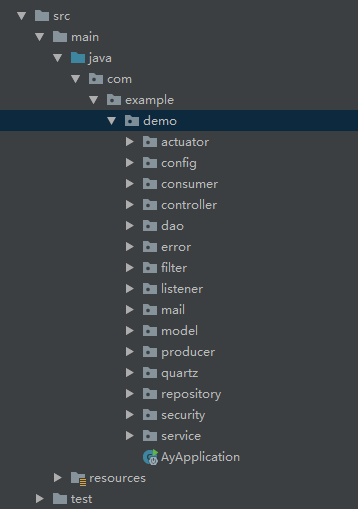 src
main
java
com
example
demo
actuator
config
consumer
controller
dao
error
filter
listener
mail
model
producer
quartz
repository
security
service
AyApplication
resources
test